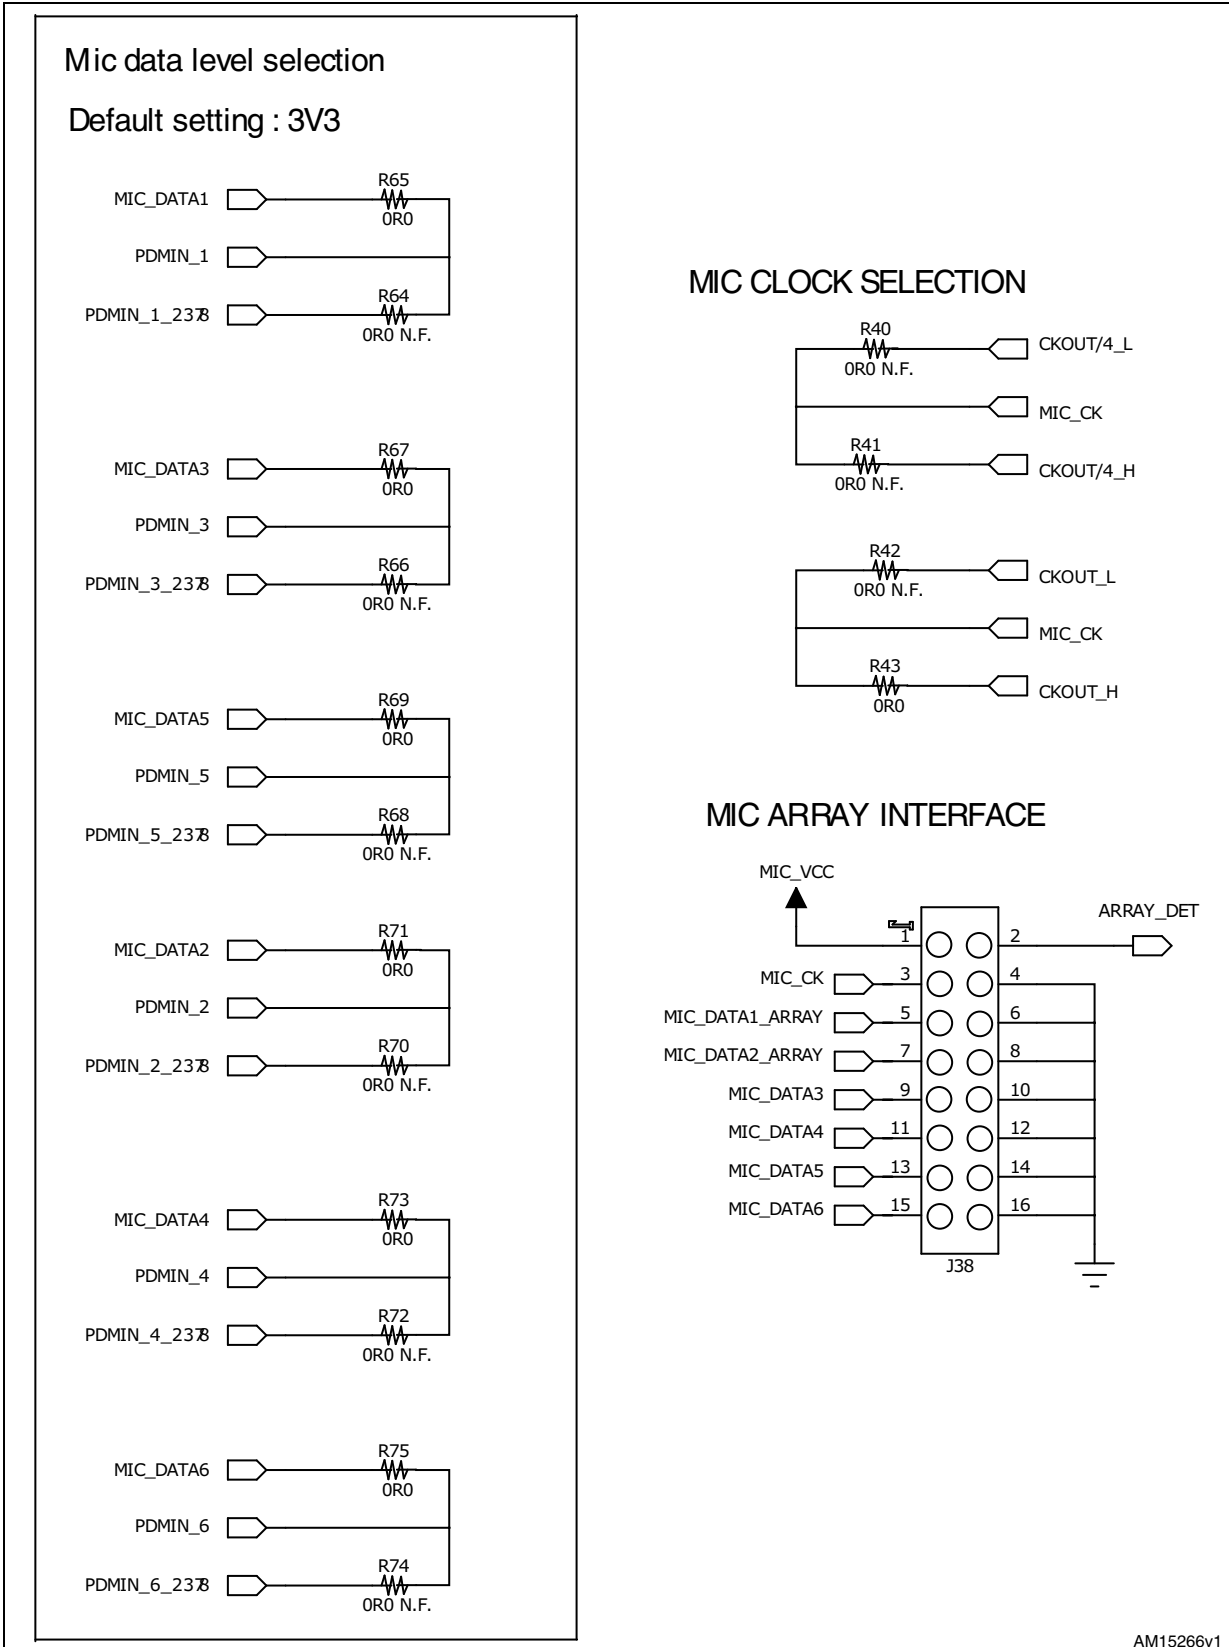 Mic data level selection
Default setting : 3V3
R65
MIC_DATA1
0R0
PDMIN_1
R64
PDMIN_1_2378
0R0 N.F.
R67
MIC_DATA3
0R0
PDMIN_3
R66
PDMIN_3_2378
0R0 N.F.
R69
MIC_DATA5
0R0
PDMIN_5
R68
PDMIN_5_2378
0R0 N.F.
R71
MIC_DATA2
0R0
PDMIN_2
R70
PDMIN_2_2378
0R0 N.F.
R73
MIC_DATA4
0R0
PDMIN_4
R72
PDMIN_4_2378
0R0 N.F.
R75
MIC_DATA6
0R0
PDMIN_6
R74
PDMIN_6_2378
0R0 N.F.
MIC CLOCK SELECTION
R40
CKOUT/4_L
0R0 N.F.
MIC_CK
R41
CKOUT/4_H
0R0 N.F.
R42
CKOUT_L
0R0 N.F.
MIC_CK
R43
CKOUT_H
0R0
MIC ARRAY INTERFACE
MIC_VCC
ARRAY_DET
1 2
MIC_CK 3 4
MIC_DATA1_ARRAY 5 6
MIC_DATA2_ARRAY 7 8
MIC_DATA3 9 10
MIC_DATA4 11 12
MIC_DATA5 13 14
MIC_DATA6 15 16
J38
AM15266v1